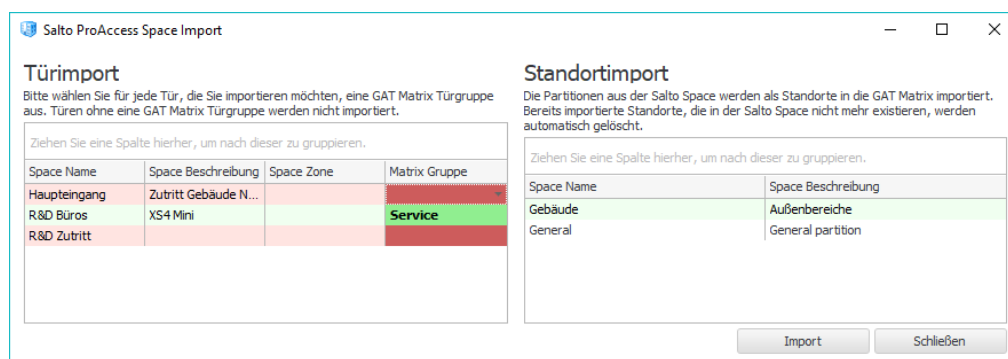 Salto ProAccess Space Import
Türimport
Bitte wählen Sie für jede Tür, die Sie importieren möchten, eine GAT Matrix Türgruppe
aus. Türen ohne eine GAT Matrix Türgruppe werden nicht importiert.
Ziehen Sie eine Spalte hierher, um nach dieser zu gruppieren.
Space Name Space Beschreibung Space Zone Matrix Gruppe
Haupteingang Zutritt Gebäude N...
R&D Büros XS4 Mini Service
R&D Zutritt
Standortimport
Die Partitionen aus der Salto Space werden als Standorte in die GAT Matrix importiert.
Bereits importierte Standorte, die in der Salto Space nicht mehr existieren, werden
automatisch gelöscht.
Ziehen Sie eine Spalte hierher, um nach dieser zu gruppieren.
Space Name Space Beschreibung
Gebäude Außenbereiche
General General partition
Import Schließen